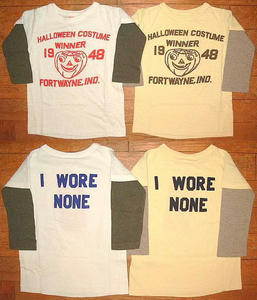 HALLOWEEN COSTUME
WINNER
19 48
FORTWAYNE, IND.
HALLOWEEN COSTUME
WINNER
19 48
FORTWAYNE, IND.
I WORE
NONE
I WORE
NONE